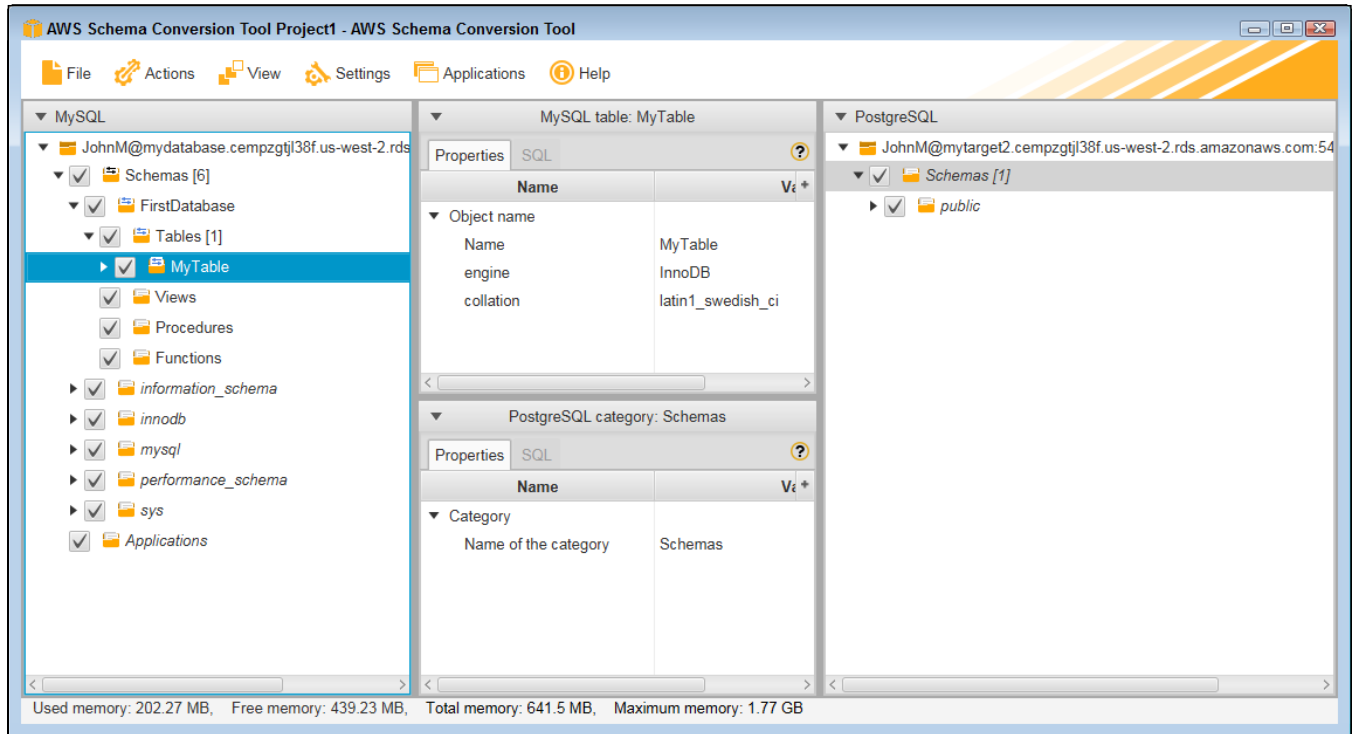 AWS Schema Conversion Tool Project1 - AWS Schema Conversion Tool
File Actions View Settings Applications Help
MySQL
JohnM@mydatabase.cempzgtjl38f.us-west-2.rds
Schemas [6]
FirstDatabase
Tables [1]
MyTable
Views
Procedures
Functions
information_schema
innodb
mysql
performance_schema
sys
Applications
MySQL table: MyTable
Properties SQL ?
Name Va +
Object name
Name MyTable
engine InnoDB
collation latin1_swedish_ci
PostgreSQL category: Schemas
Properties SQL ?
Name Va +
Category
Name of the category Schemas
PostgreSQL
JohnM@mytarget2.cempzgtjl38f.us-west-2.rds.amazonaws.com:54
Schemas [1]
public
Used memory: 202.27 MB, Free memory: 439.23 MB, Total memory: 641.5 MB, Maximum memory: 1.77 GB